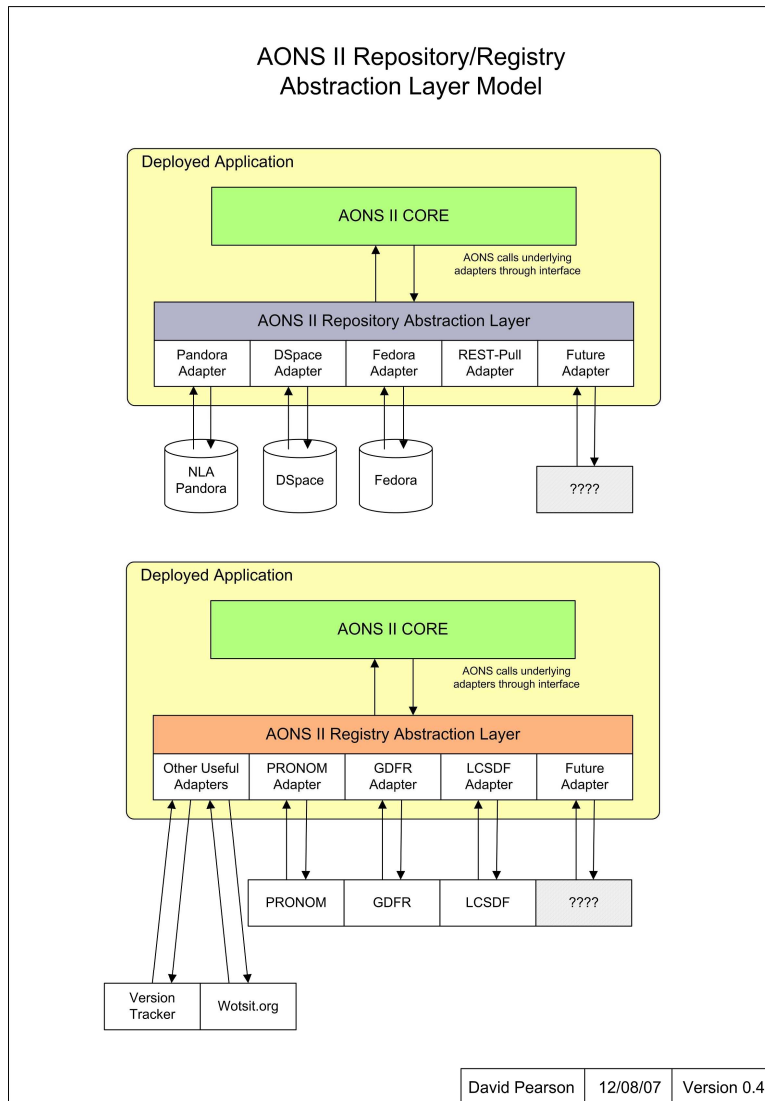 AONS II Repository/Registry
Abstraction Layer Model
Deployed Application
AONS II CORE
AONS calls underlying
adapters through interface
AONS II Repository Abstraction Layer
Pandora
Adapter
DSpace
Adapter
Fedora
Adapter
REST-Pull
Adapter
Future
Adapter
NLA
Pandora
DSpace
Fedora
????
Deployed Application
AONS II CORE
AONS calls underlying
adapters through interface
AONS II Registry Abstraction Layer
Other Useful
Adapters
PRONOM
Adapter
GDFR
Adapter
LCSDF
Adapter
Future
Adapter
PRONOM
GDFR
LCSDF
????
Version
Tracker
Wotsit.org
David Pearson
12/08/07
Version 0.4